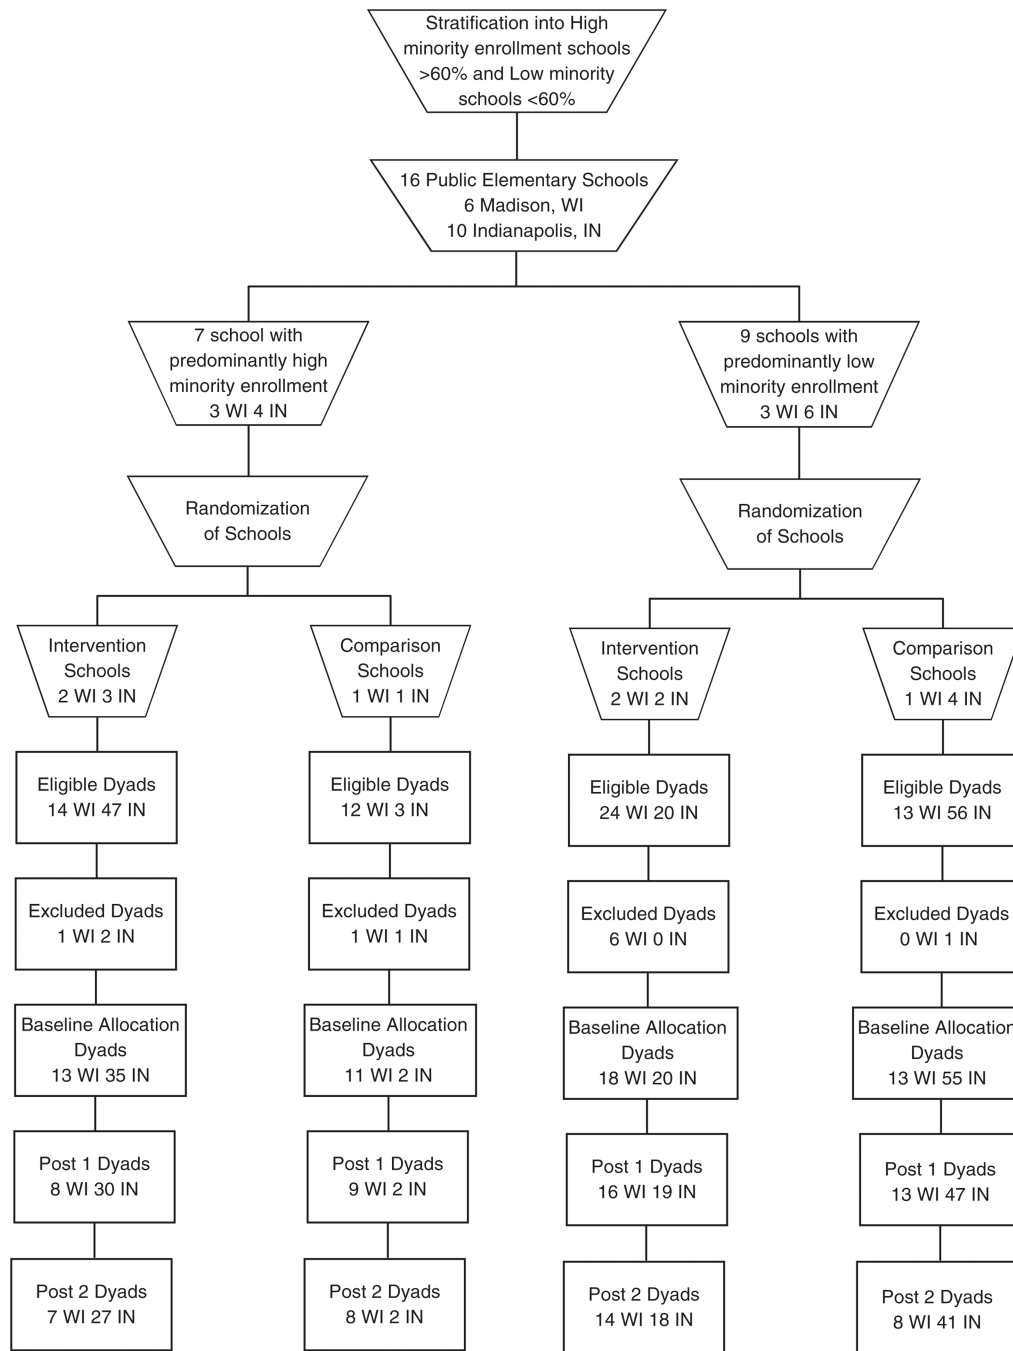 Stratification into High
minority enrollment schools
>60% and Low minority
schools <60%
16 Public Elementary Schools
6 Madison, WI
10 Indianapolis, IN
7 school with
predominantly high
minority enrollment
3 WI 4 IN
9 schools with
predominantly low
minority enrollment
3 WI 6 IN
Randomization
of Schools
Randomization
of Schools
Intervention
Schools
2 WI 3 IN
Comparison
Schools
1 WI 1 IN
Intervention
Schools
2 WI 2 IN
Comparison
Schools
1 WI 4 IN
Eligible Dyads
14 WI 47 IN
Eligible Dyads
12 WI 3 IN
Eligible Dyads
24 WI 20 IN
Eligible Dyads
13 WI 56 IN
Excluded Dyads
1 WI 2 IN
Excluded Dyads
1 WI 1 IN
Excluded Dyads
6 WI 0 IN
Excluded Dyads
0 WI 1 IN
Baseline Allocation
Dyads
13 WI 35 IN
Baseline Allocation
Dyads
11 WI 2 IN
Baseline Allocation
Dyads
18 WI 20 IN
Baseline Allocation
Dyads
13 WI 55 IN
Post 1 Dyads
8 WI 30 IN
Post 1 Dyads
9 WI 2 IN
Post 1 Dyads
16 WI 19 IN
Post 1 Dyads
13 WI 47 IN
Post 2 Dyads
7 WI 27 IN
Post 2 Dyads
8 WI 2 IN
Post 2 Dyads
14 WI 18 IN
Post 2 Dyads
8 WI 41 IN